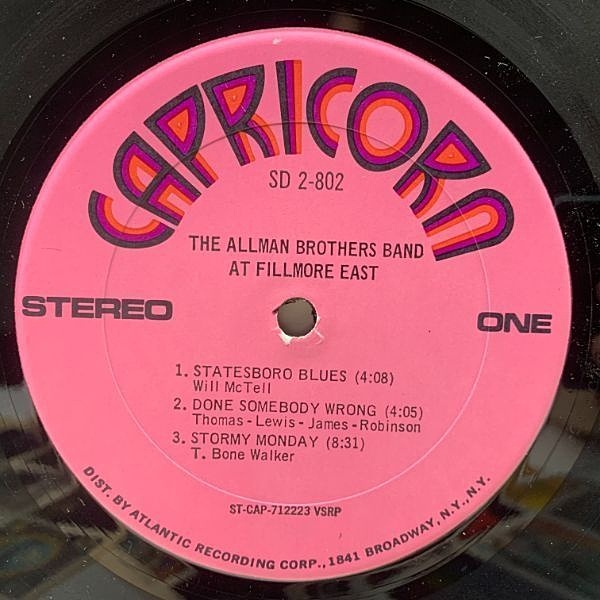 CAPRICORN
SD 2-802
THE ALLMAN BROTHERS BAND
AT FILLMORE EAST
STEREO
ONE
1. STATESBORO BLUES (4:08)
Will McTell
2. DONE SOMEBODY WRONG (4:05)
Thomas-Lewis-James-Robinson
3. STORMY MONDAY (8:31)
T. Bone Walker
ST-CAP-712223 VSRP
DIST. BY ATLANTIC RECORDING CORP., 1841 BROADWAY, N.Y., N.Y.